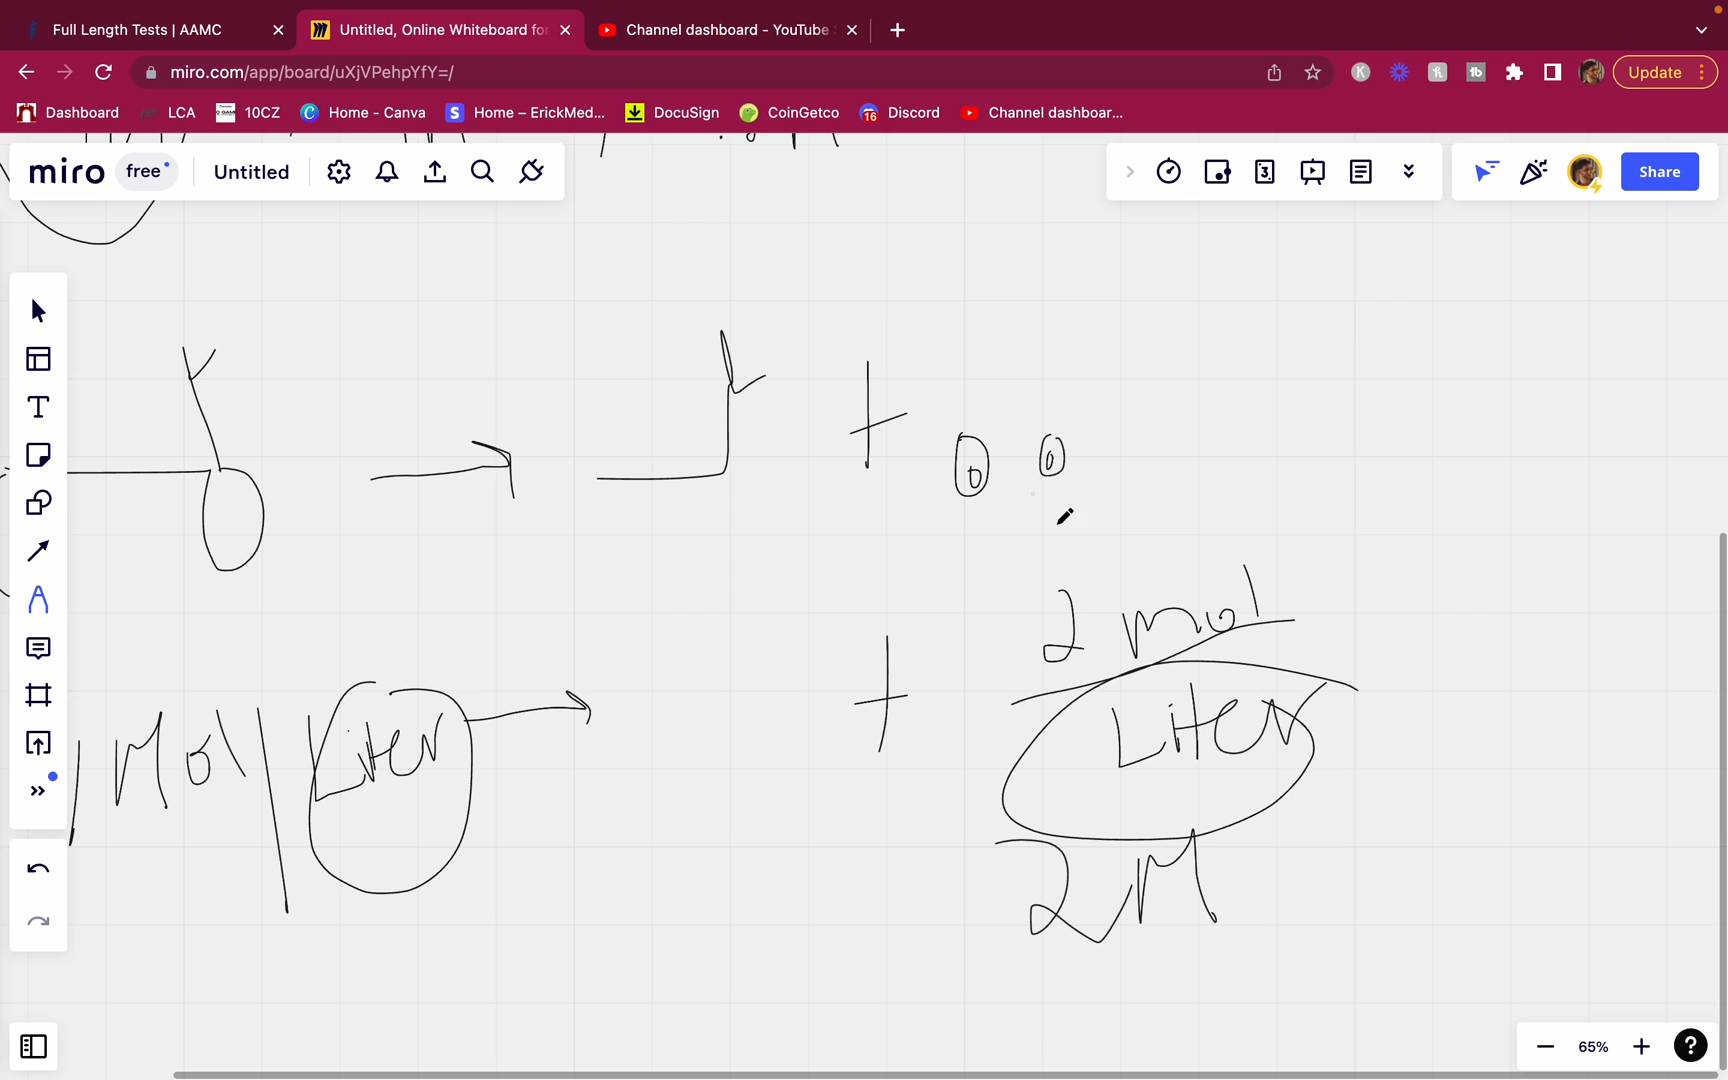 Full Length Tests | AAMC
Untitled, Online Whiteboard for
Channel dashboard - YouTube
miro.com/app/board/uXjVPehpYfY=/
Update
Dashboard
LCA
10CZ
Home - Canva
Home – ErickMed...
DocuSign
CoinGetco
16
Discord
Channel dashboar...
miro
free
Untitled
3
Share
T
+
2 mol
Liter
Mol / Liter
+
2 M
65%
?